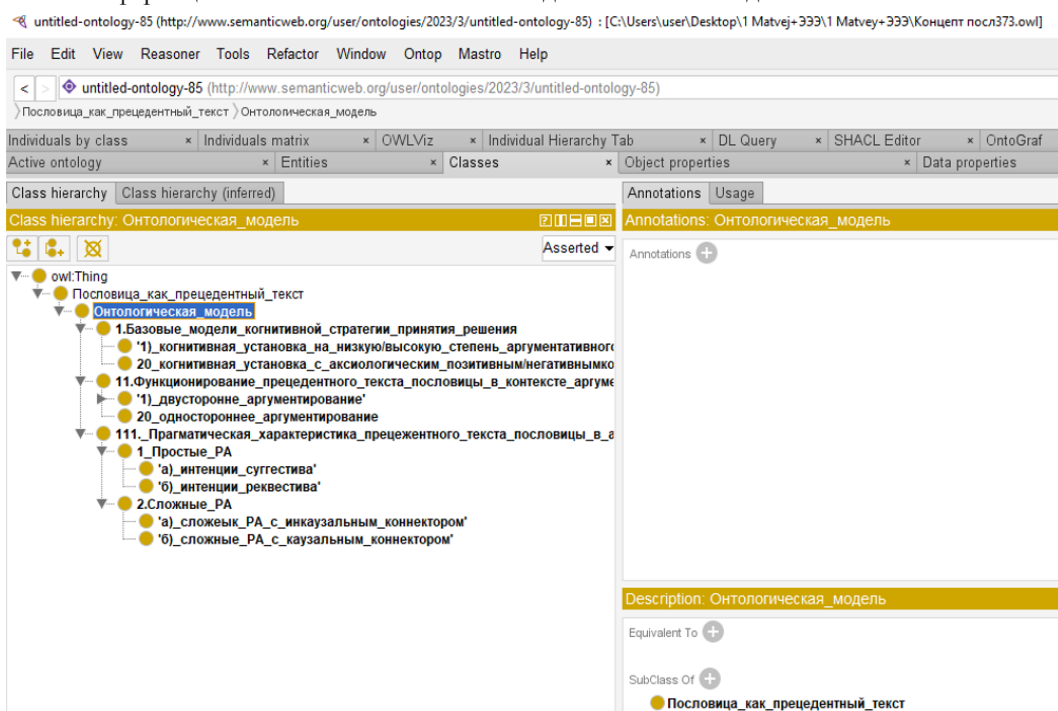 untitled-ontology-85 (http://www.semanticweb.org/user/ontologies/2023/3/untitled-ontology-85) : [C:\Users\user\Desktop\1 Matvej+ЭЭЭ\1 Matvey+ЭЭЭ\Концепт посл373.owl]
File Edit View Reasoner Tools Refactor Window Ontop Mastro Help
< > untitled-ontology-85 (http://www.semanticweb.org/user/ontologies/2023/3/untitled-ontology-85)
Пословица_как_прецедентный_текст Онтологическая_модель
Individuals by class × Individuals matrix × OWLViz × Individual Hierarchy Tab × DL Query × SHACL Editor × OntoGraf
Active ontology × Entities × Classes × Object properties × Data properties
Class hierarchy Class hierarchy (inferred) Annotations Usage
Class hierarchy: Онтологическая_модель Annotations: Онтологическая_модель
Asserted
Annotations
owl:Thing
Пословица_как_прецедентный_текст
Онтологическая_модель
1.Базовые_модели_когнитивной_стратегии_принятия_решения
'1)_когнитивная_установка_на_низкую/высокую_степень_аргументативного
20_когнитивная_установка_с_аксиологическим_позитивным/негативнымко
11.Функционирование_прецедентного_текста_пословицы_в_контексте_аргуме
'1)_двусторонне_аргументирование'
20_одностороннее_аргументирование
111._Прагматическая_характеристика_прецежентного_текста_пословицы_в_а
1_Простые_РА
'а)_интенции_суггестива'
'б)_интенции_реквестива'
2.Сложные_РА
'а)_сложеык_РА_с_инкаузальным_коннектором'
'б)_сложные_РА_с_каузальным_коннектором'
Description: Онтологическая_модель
Equivalent To
SubClass Of
Пословица_как_прецедентный_текст